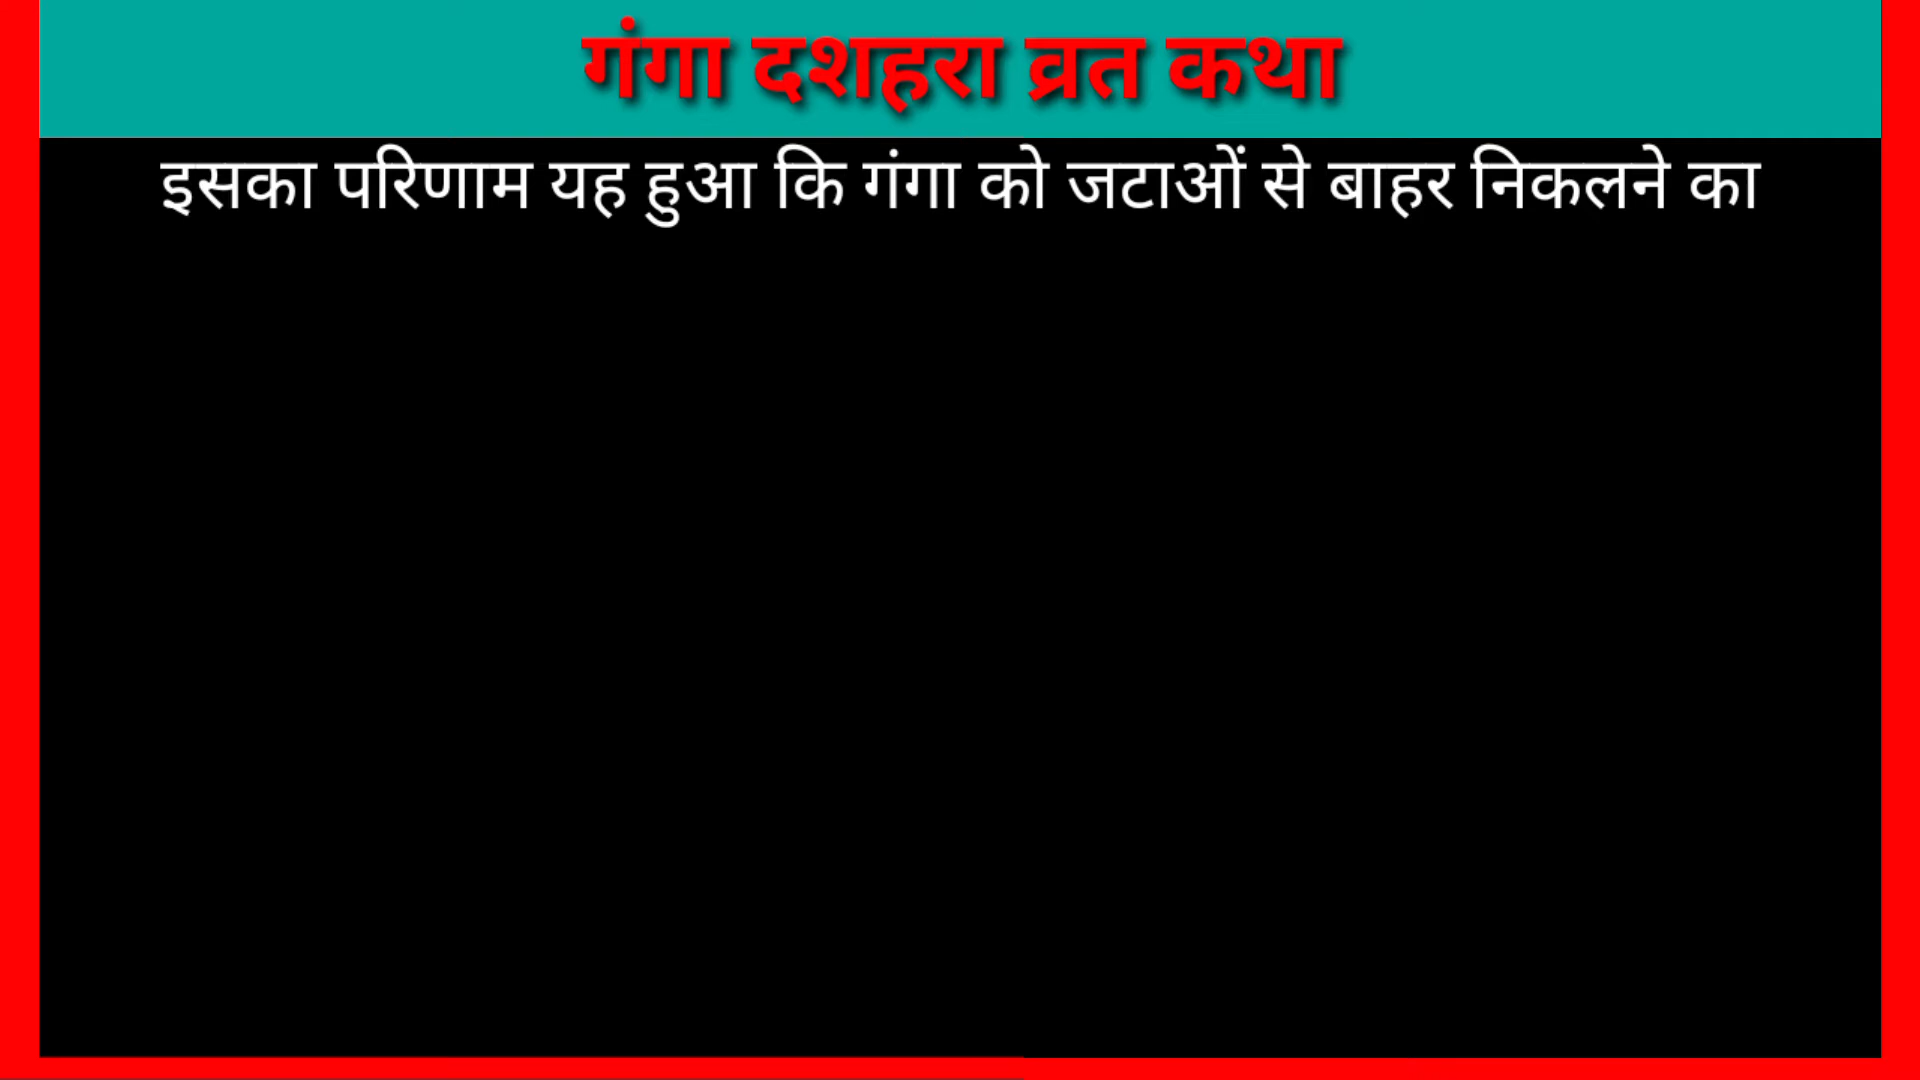 गंगा दशहरा व्रत कथा
इसका परिणाम यह हुआ कि गंगा को जटाओं से बाहर निकलने का